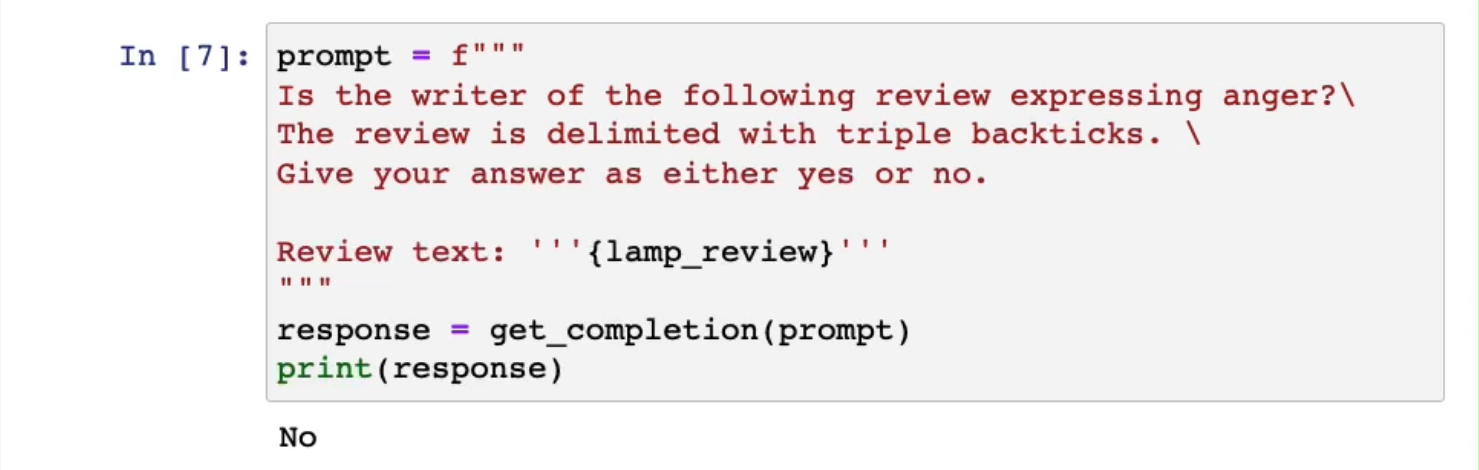 In [7]: prompt = f"""
Is the writer of the following review expressing anger?\
The review is delimited with triple backticks. \
Give your answer as either yes or no.
Review text: '''{lamp_review}'''
"""
response = get_completion(prompt)
print(response)
No